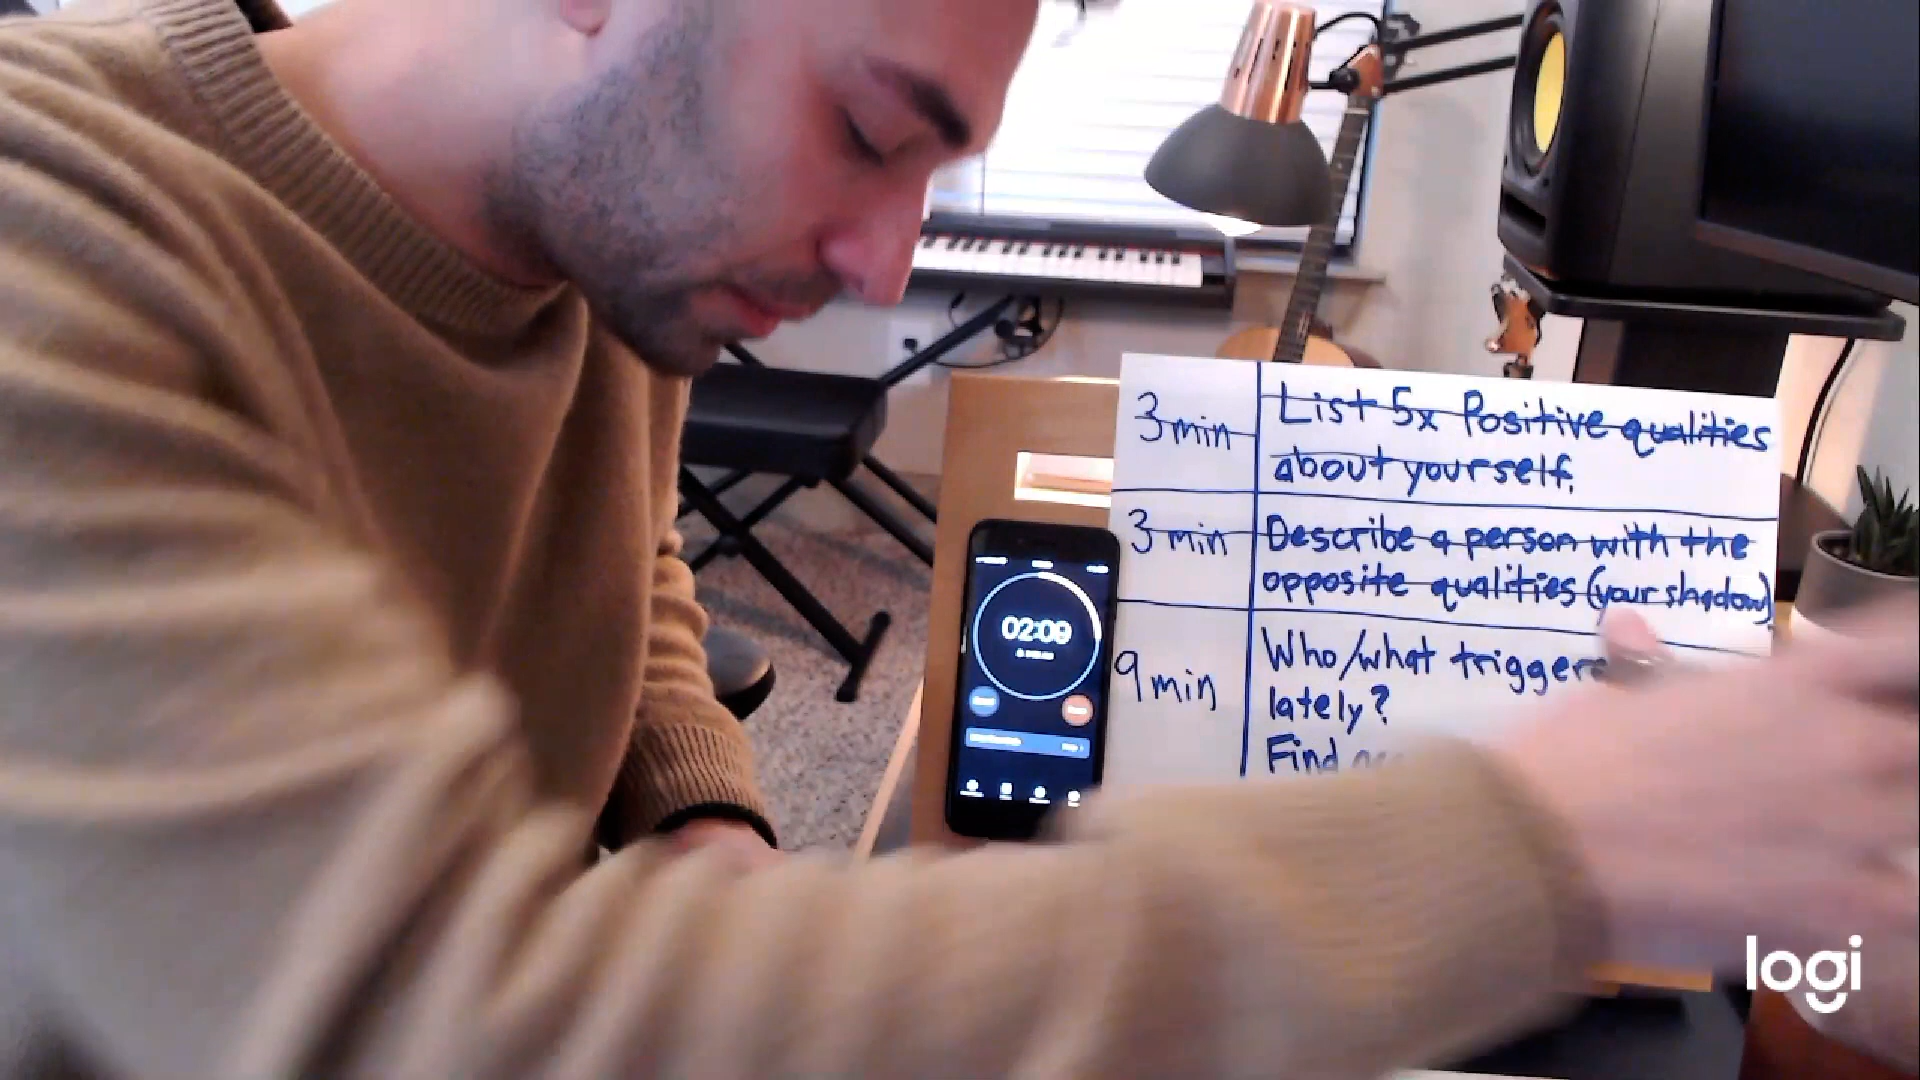 3 min
List 5x Positive qualities
about yourself.
3 min
Describe a person with the
opposite qualities (your shadow)
9 min
Who/what triggers
lately?
Find
02:09
logi